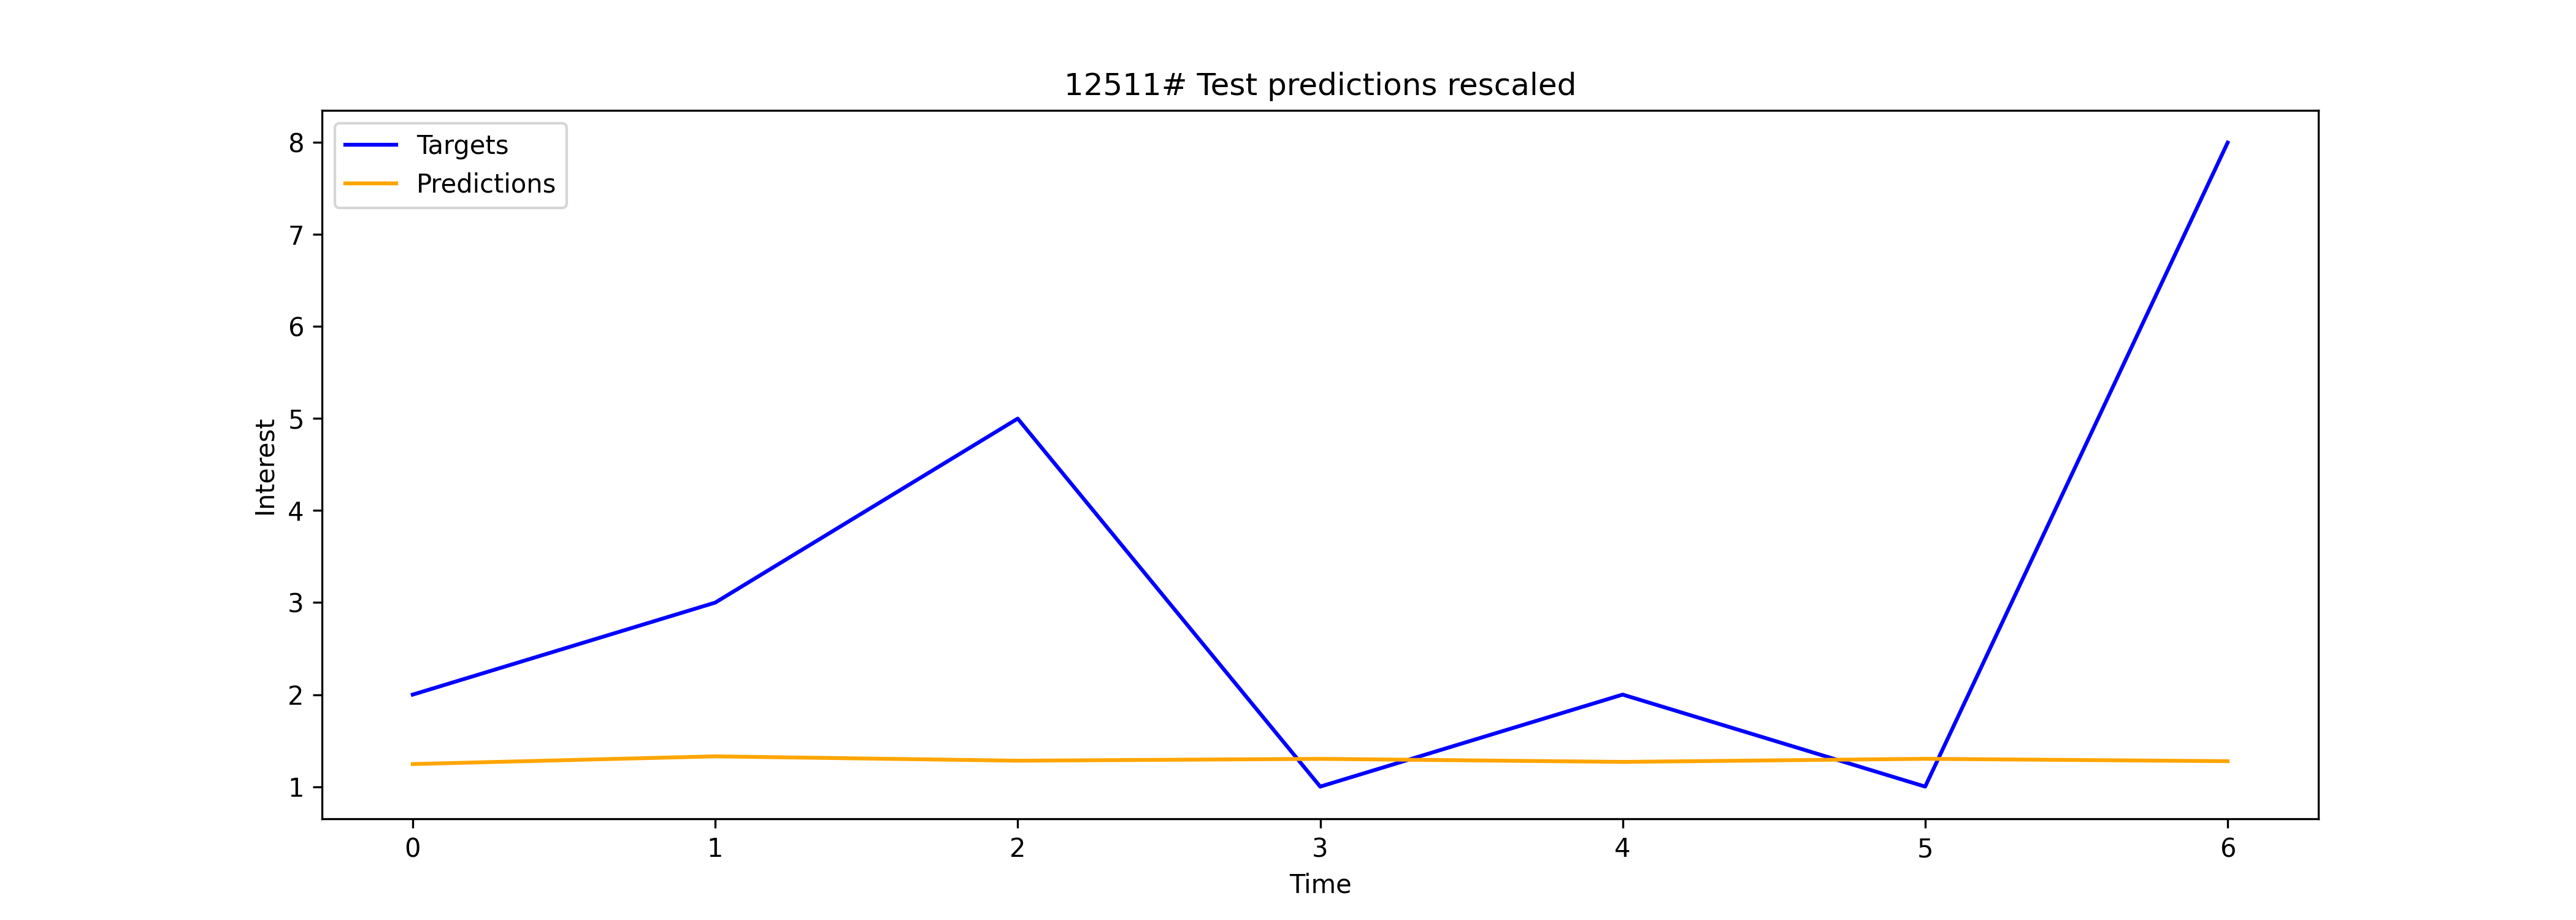 12511# Test predictions rescaled
Targets
Predictions
8
7
6
5
4
3
2
1
Interest
0 1 2 3 4 5 6
Time